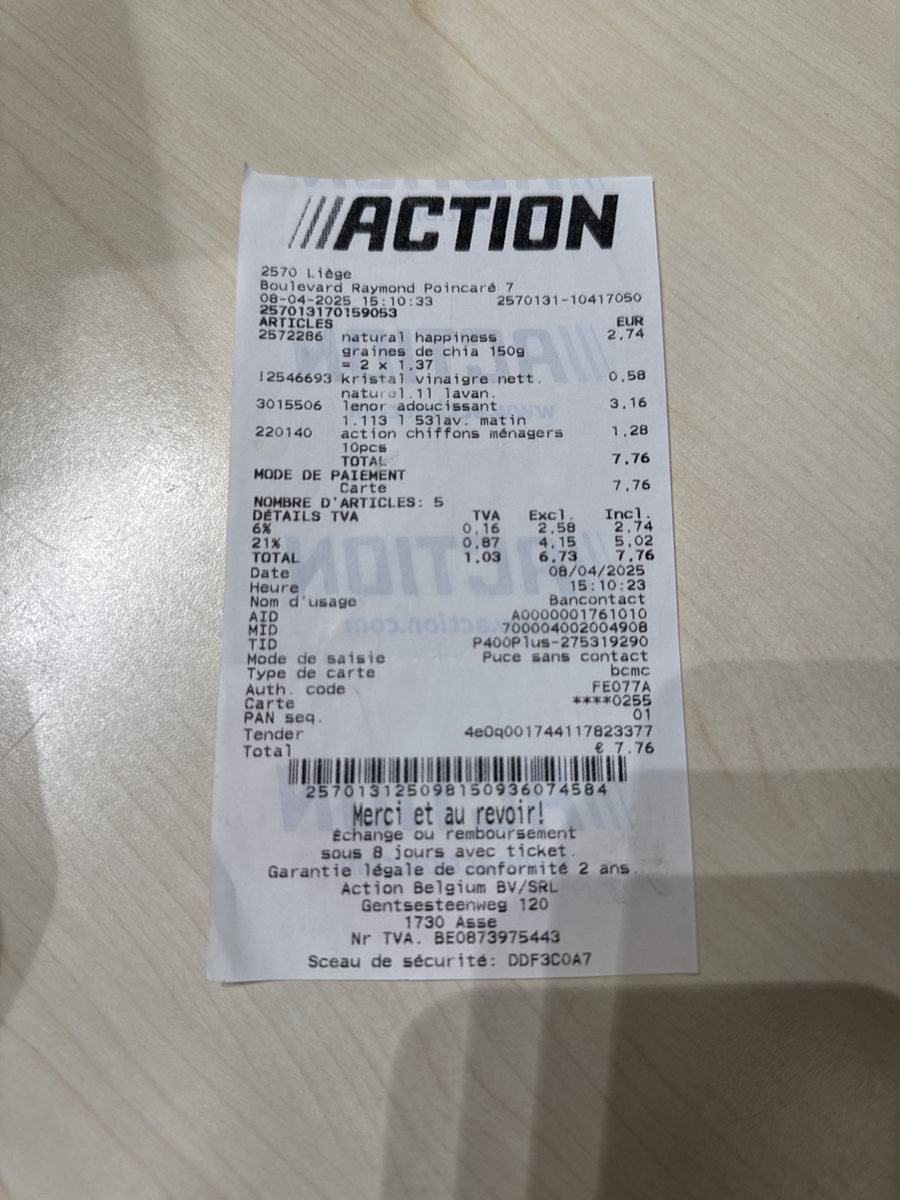 ///ACTION
2570 Liège
Boulevard Raymond Poincaré 7
08-04-2025 15:10:33 2570131-10417050
257013170159053
ARTICLES EUR
2572286 natural happiness 2,74
graines de chia 150g
= 2 x 1,37
!2546693 kristal vinaigre nett. 0,58
naturel.1l lavan.
3015506 lenor adoucissant 3,16
1.113 l 53lav. matin
220140 action chiffons ménagers 1,28
10pcs
TOTAL 7,76
MODE DE PAIEMENT
Carte 7,76
NOMBRE D'ARTICLES: 5
DÉTAILS TVA TVA Excl. Incl.
6% 0,16 2,58 2,74
21% 0,87 4,15 5,02
TOTAL 1,03 6,73 7,76
Date 08/04/2025
Heure 15:10:23
Nom d'usage Bancontact
AID A0000001761010
MID 700004002004908
TID P400Plus-275319290
Mode de saisie Puce sans contact
Type de carte bcmc
Auth. code FE077A
Carte ****0255
PAN seq. 01
Tender 4e0q001744117823377
Total € 7.76
257013125098150936074584
Merci et au revoir!
Échange ou remboursement
sous 8 jours avec ticket.
Garantie légale de conformité 2 ans.
Action Belgium BV/SRL
Gentsesteenweg 120
1730 Asse
Nr TVA. BE0873975443
Sceau de sécurité: DDF3C0A7